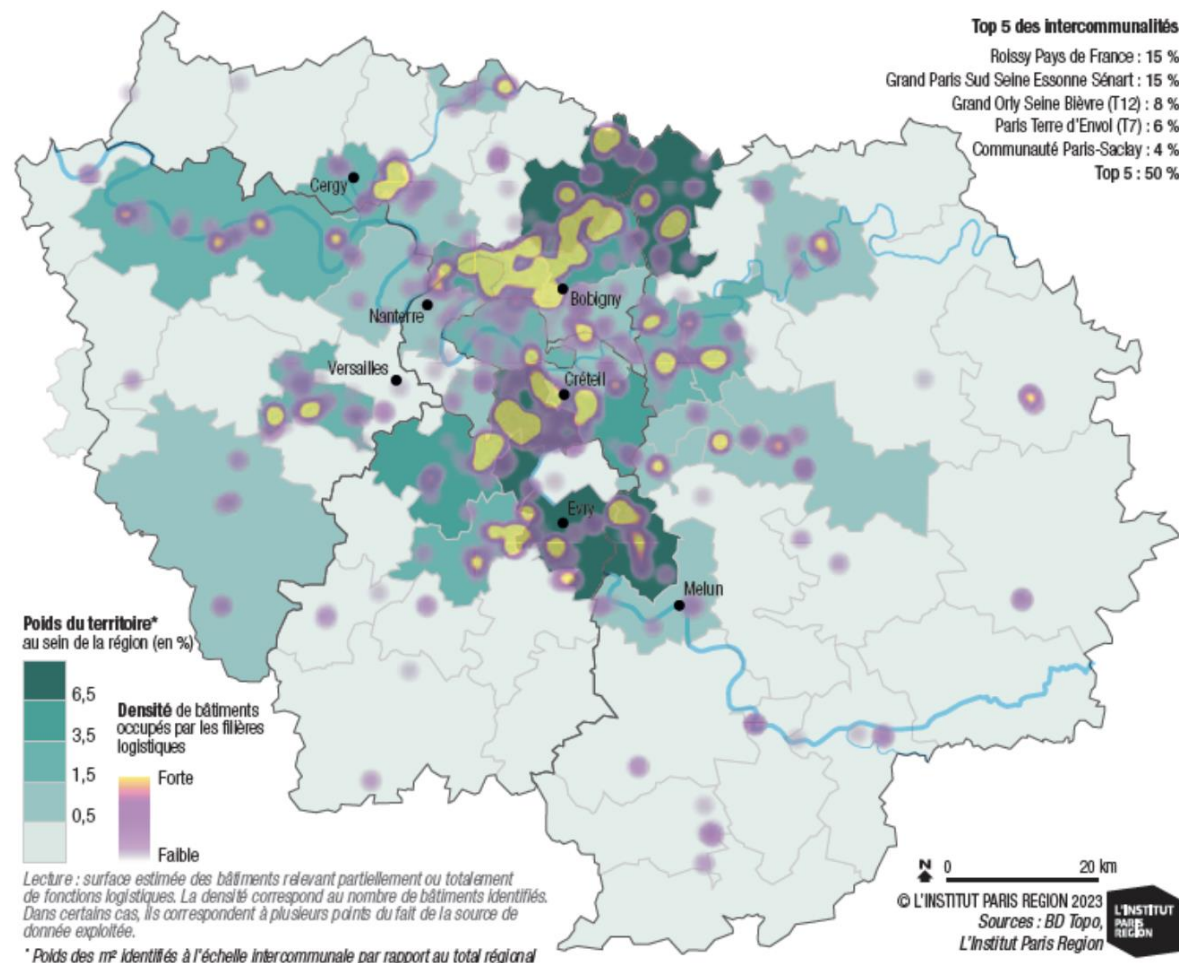 Top 5 des intercommunalités
Roissy Pays de France : 15 %
Grand Paris Sud Seine Essonne Sénart : 15 %
Grand Orly Seine Bièvre (T12) : 8 %
Paris Terre d'Envol (T7) : 6 %
Communauté Paris-Saclay : 4 %
Top 5 : 50 %
Cergy
Bobigny
Nanterre
Versailles
Créteil
Evry
Melun
Poids du territoire*
au sein de la région (en %)
6,5
3,5
1,5
0,5
Densité de bâtiments
occupés par les filières
logistiques
Forte
Faible
Lecture : surface estimée des bâtiments relevant partiellement ou totalement
de fonctions logistiques. La densité correspond au nombre de bâtiments identifiés.
Dans certains cas, ils correspondent à plusieurs points du fait de la source de
donnée exploitée.
* Poids des m² identifiés à l'échelle intercommunale par rapport au total régional
N 0 20 km
© L'INSTITUT PARIS REGION 2023
Sources : BD Topo,
L'Institut Paris Region
L'INSTITUT
PARIS
REGION